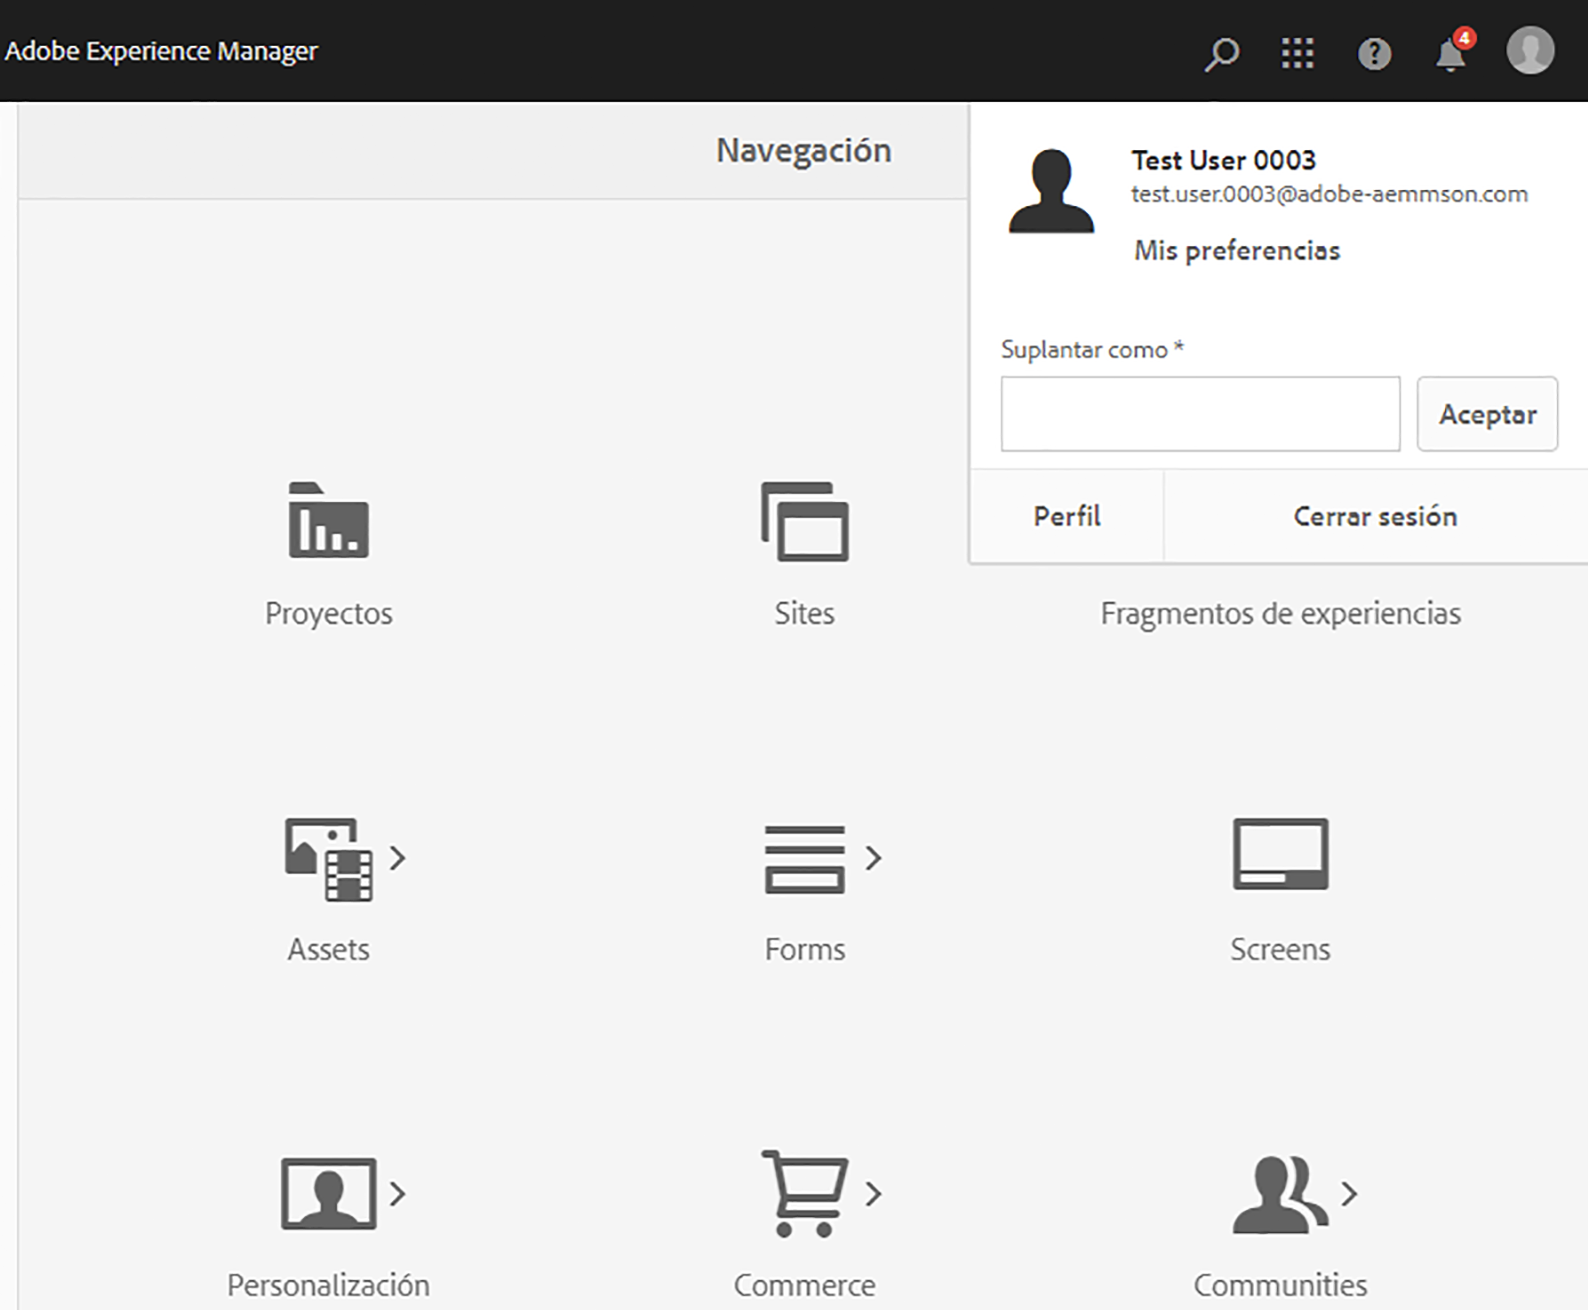 Adobe Experience Manager
4
Navegación
Test User 0003
test.user.0003@adobe-aemmson.com
Mis preferencias
Suplantar como *
Aceptar
Perfil
Cerrar sesión
Proyectos
Sites
Fragmentos de experiencias
Assets
Forms
Screens
Personalización
Commerce
Communities